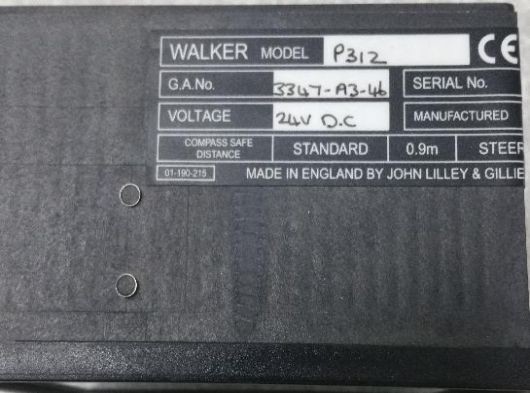 WALKER MODEL P312 CE
G.A.No. 3347-A3-46 SERIAL No.
VOLTAGE 24V D.C MANUFACTURED
COMPASS SAFE DISTANCE STANDARD 0.9m STEER
01-190-215 MADE IN ENGLAND BY JOHN LILLEY & GILLIE